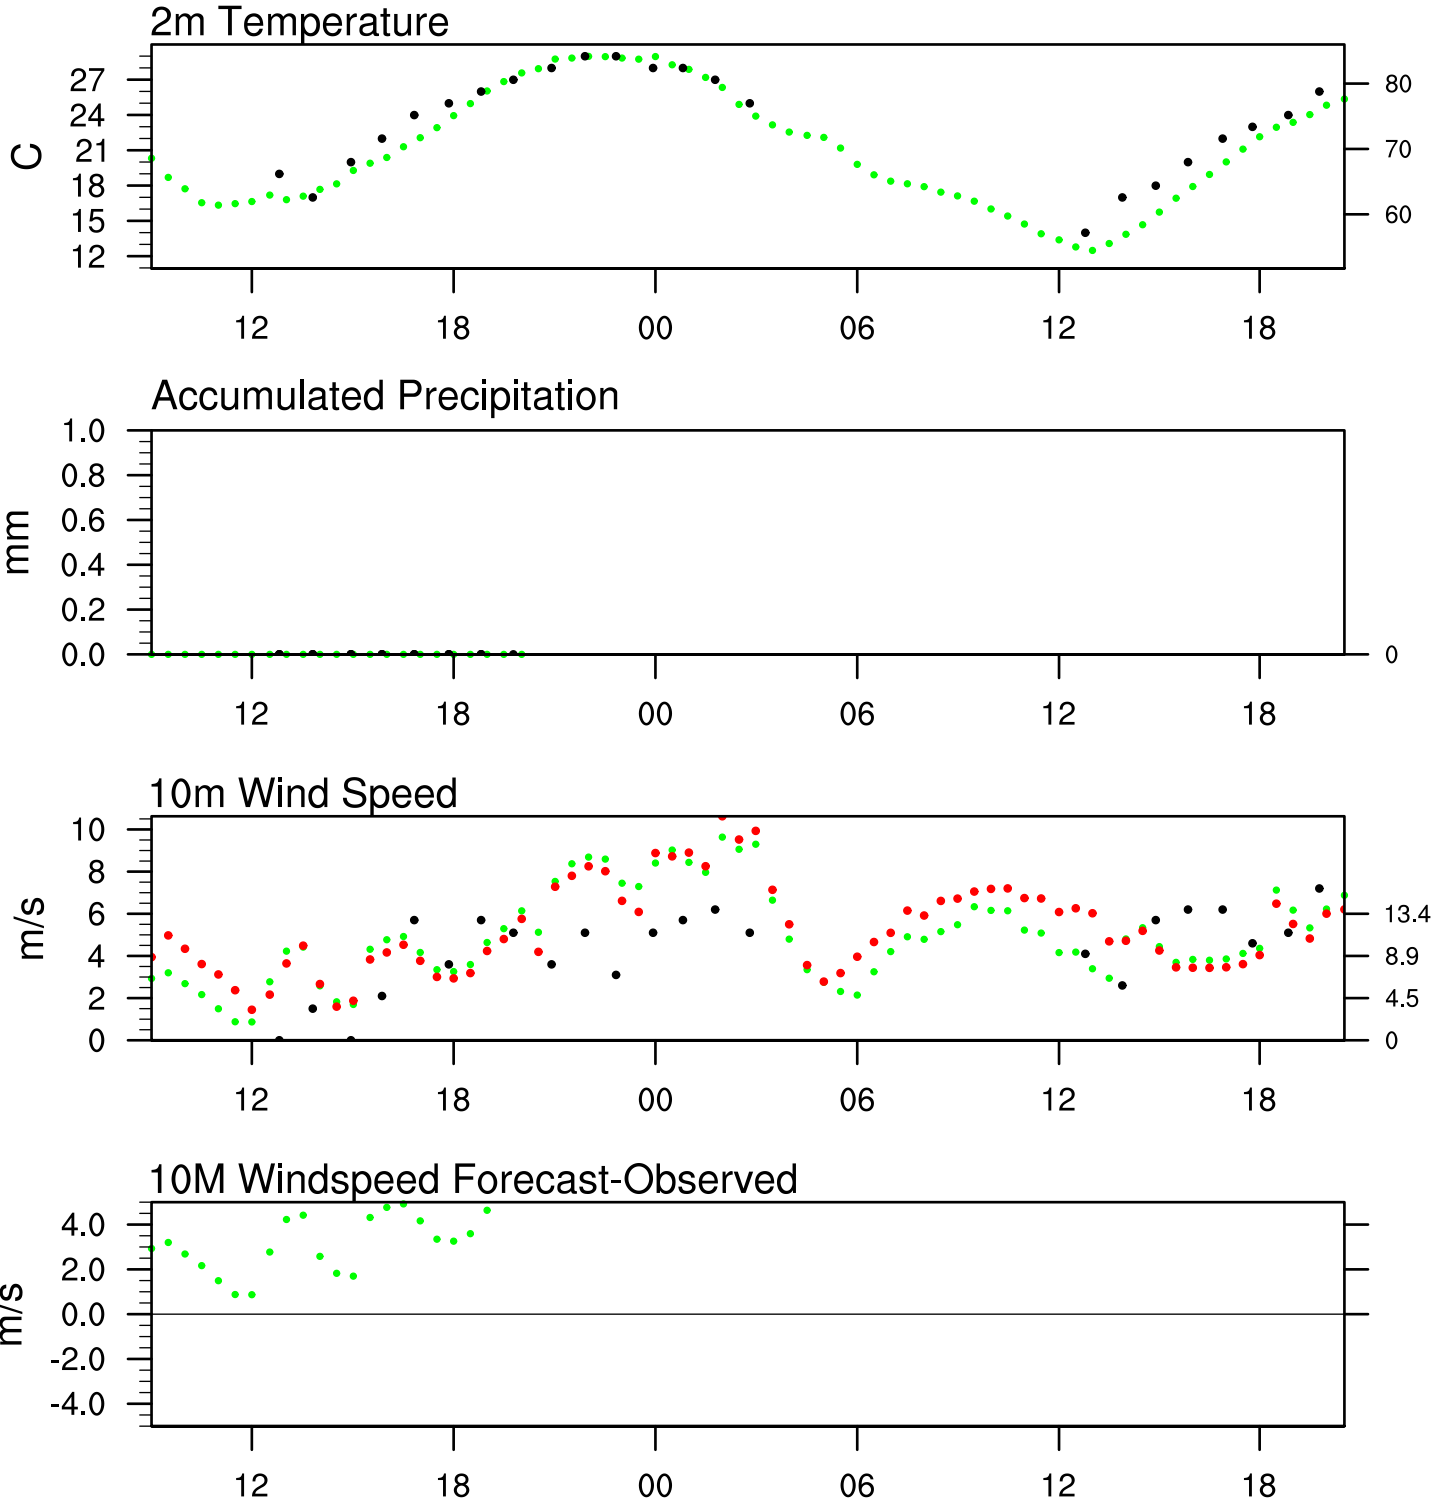 2m Temperature
27
24
21
18
15
12
C
80
70
60
12 18 00 06 12 18
Accumulated Precipitation
1.0
0.8
0.6
0.4
0.2
0.0
mm
0
12 18 00 06 12 18
10m Wind Speed
10
8
6
4
2
0
m/s
13.4
8.9
4.5
0
12 18 00 06 12 18
10M Windspeed Forecast-Observed
4.0
2.0
0.0
-2.0
-4.0
m/s
12 18 00 06 12 18